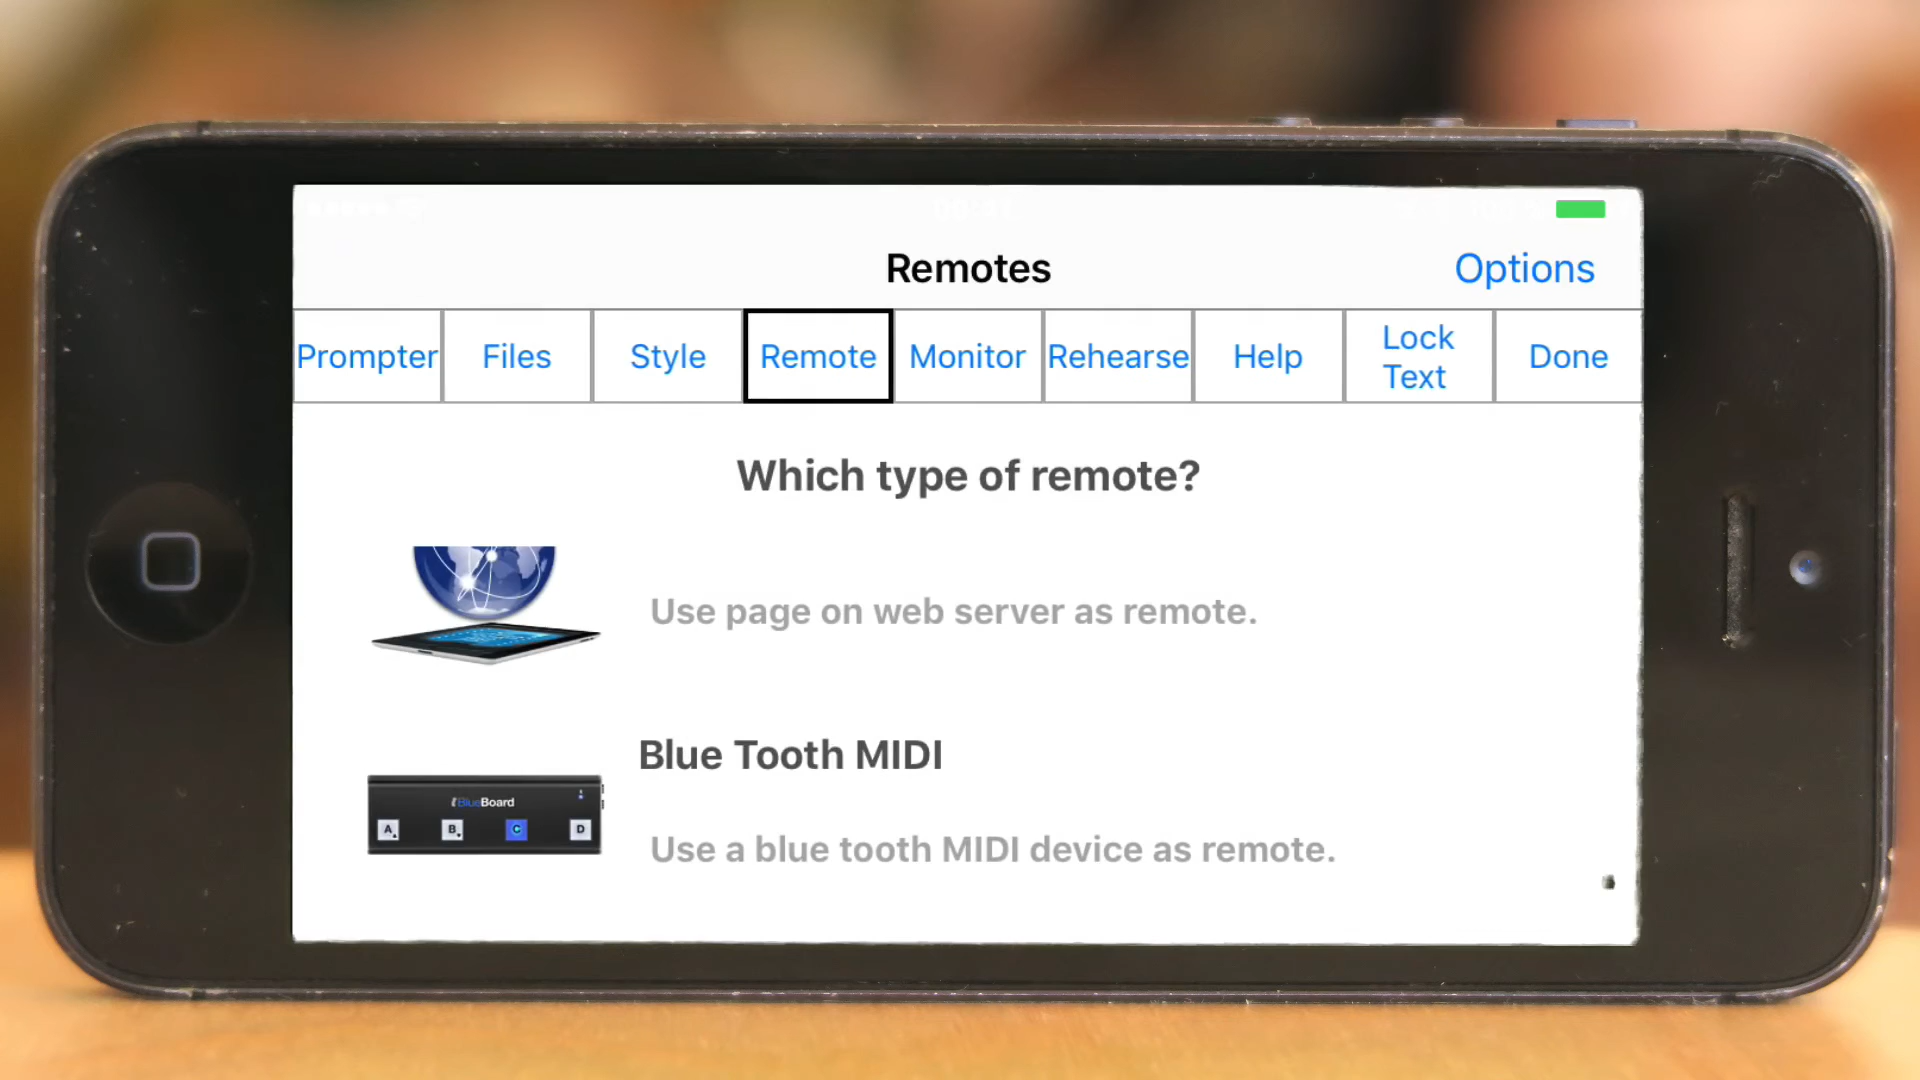 Remotes
Options
Prompter
Files
Style
Remote
Monitor
Rehearse
Help
Lock
Text
Done
Which type of remote?
Use page on web server as remote.
Blue Tooth MIDI
iBlueBoard
A
B
C
D
Use a blue tooth MIDI device as remote.